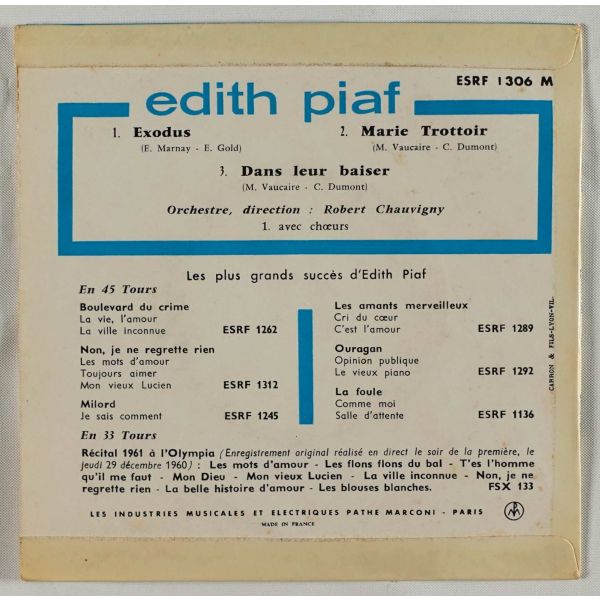 ESRF 1306 M
edith piaf
1. Exodus
(E. Marnay - E. Gold)
2. Marie Trottoir
(M. Vaucaire - C. Dumont)
3. Dans leur baiser
(M. Vaucaire - C. Dumont)
Orchestre, direction : Robert Chauvigny
1. avec chœurs
Les plus grands succès d'Edith Piaf
En 45 Tours
Boulevard du crime
La vie, l'amour
La ville inconnue ESRF 1262
Non, je ne regrette rien
Les mots d'amour
Toujours aimer
Mon vieux Lucien ESRF 1312
Milord
Je sais comment ESRF 1245
Les amants merveilleux
Cri du cœur
C'est l'amour ESRF 1289
Ouragan
Opinion publique
Le vieux piano ESRF 1292
La foule
Comme moi
Salle d'attente ESRF 1136
En 33 Tours
Récital 1961 à l'Olympia (Enregistrement original réalisé en direct le soir de la première, le
jeudi 29 décembre 1960) : Les mots d'amour - Les flons flons du bal - T'es l'homme
qu'il me faut - Mon Dieu - Mon vieux Lucien - La ville inconnue - Non, je ne
regrette rien - La belle histoire d'amour - Les blouses blanches. FSX 133
LES INDUSTRIES MUSICALES ET ELECTRIQUES PATHE MARCONI - PARIS
MADE IN FRANCE
CARRON & FILS-LYON-VIL.